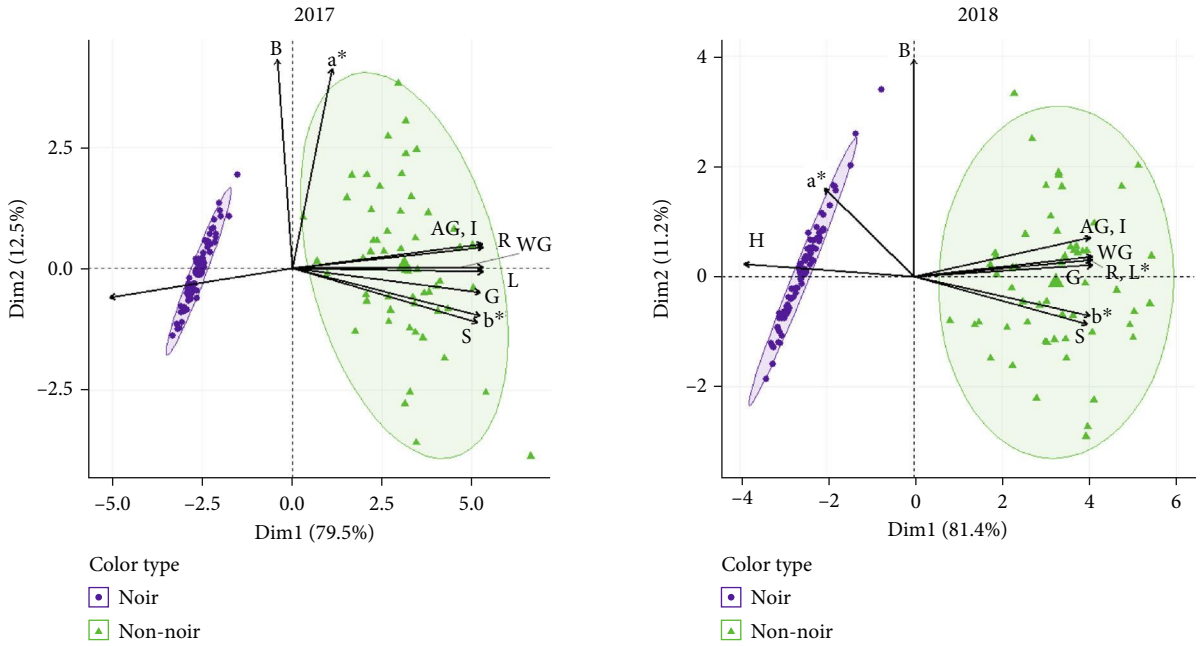 2017
B
a*
2.5
AG, I
R
WG
0.0
L
G
b*
S
−2.5
Dim2 (12.5%)
−5.0
−2.5
0.0
2.5
5.0
Dim1 (79.5%)
Color type
Noir
Non-noir
2018
4
B
2
a*
AG, I
H
WG
R, L*
0
G
b*
S
−2
Dim2 (11.2%)
−4
−2
0
2
4
6
Dim1 (81.4%)
Color type
Noir
Non-noir